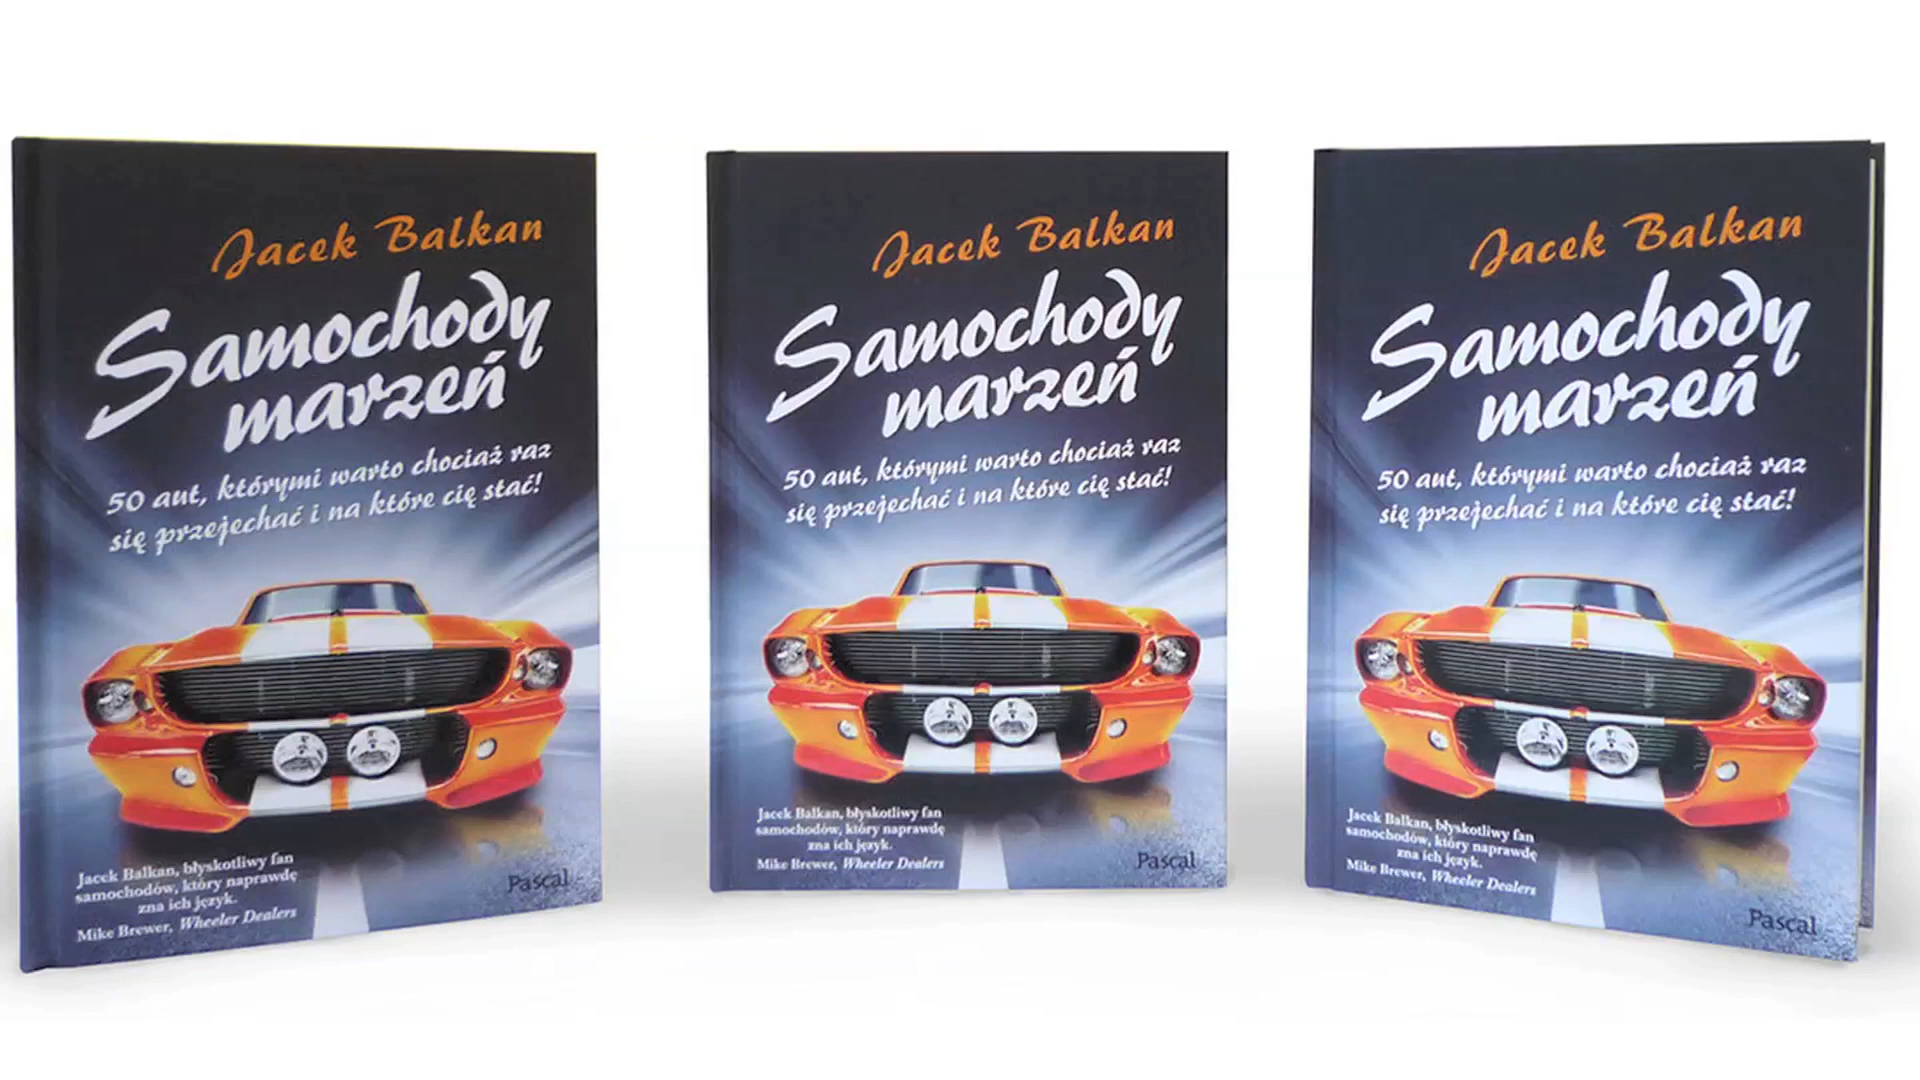 Jacek Balkan
Samochody
marzeń
50 aut, którymi warto chociaż raz
się przejechać i na które cię stać!
Jacek Balkan, błyskotliwy fan
samochodów, który naprawdę
zna ich język.
Mike Brewer, Wheeler Dealers
Pascal
Jacek Balkan
Samochody
marzeń
50 aut, którymi warto chociaż raz
się przejechać i na które cię stać!
Jacek Balkan, błyskotliwy fan
samochodów, który naprawdę
zna ich język.
Mike Brewer, Wheeler Dealers
Pascal
Jacek Balkan
Samochody
marzeń
50 aut, którymi warto chociaż raz
się przejechać i na które cię stać!
Jacek Balkan, błyskotliwy fan
samochodów, który naprawdę
zna ich język.
Mike Brewer, Wheeler Dealers
Pascal